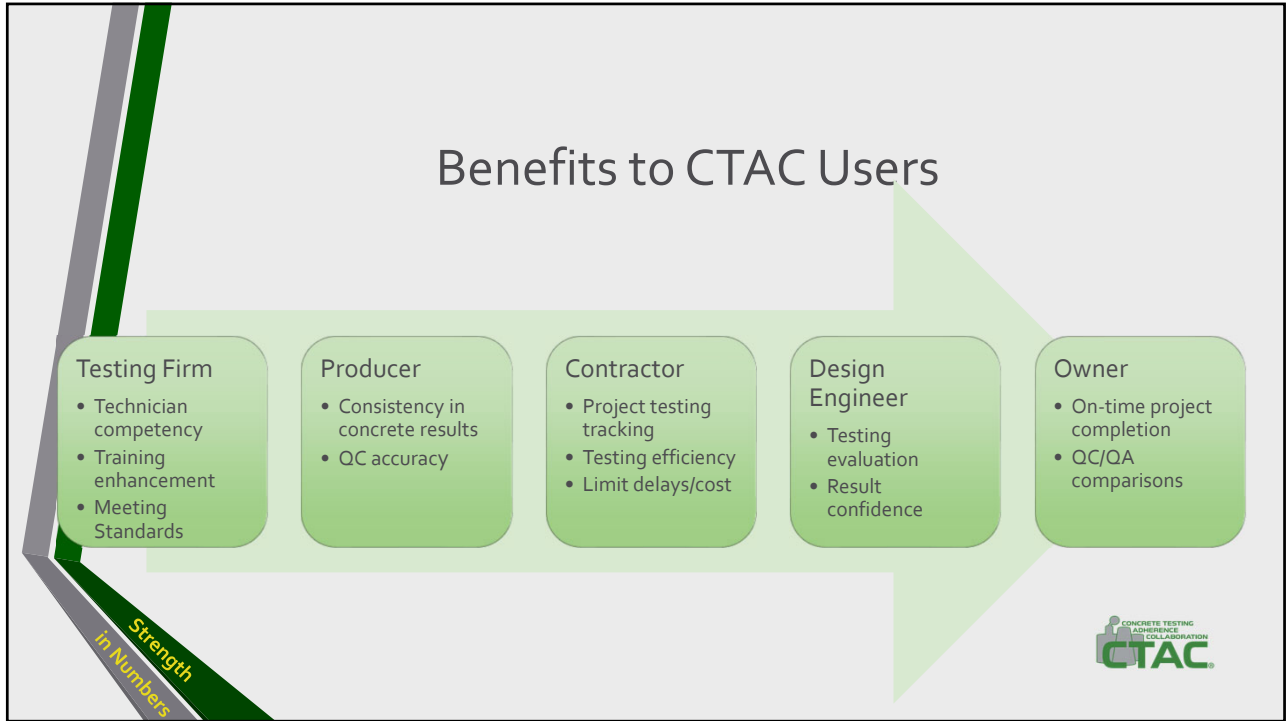 Benefits to CTAC Users
Testing Firm
• Technician
competency
• Training
enhancement
• Meeting
Standards
Producer
• Consistency in
concrete results
• QC accuracy
Contractor
• Project testing
tracking
• Testing efficiency
• Limit delays/cost
Design
Engineer
• Testing
evaluation
• Result
confidence
Owner
• On-time project
completion
• QC/QA
comparisons
Strength
in Numbers
CONCRETE TESTING
ADHERENCE
COLLABORATION
CTAC®